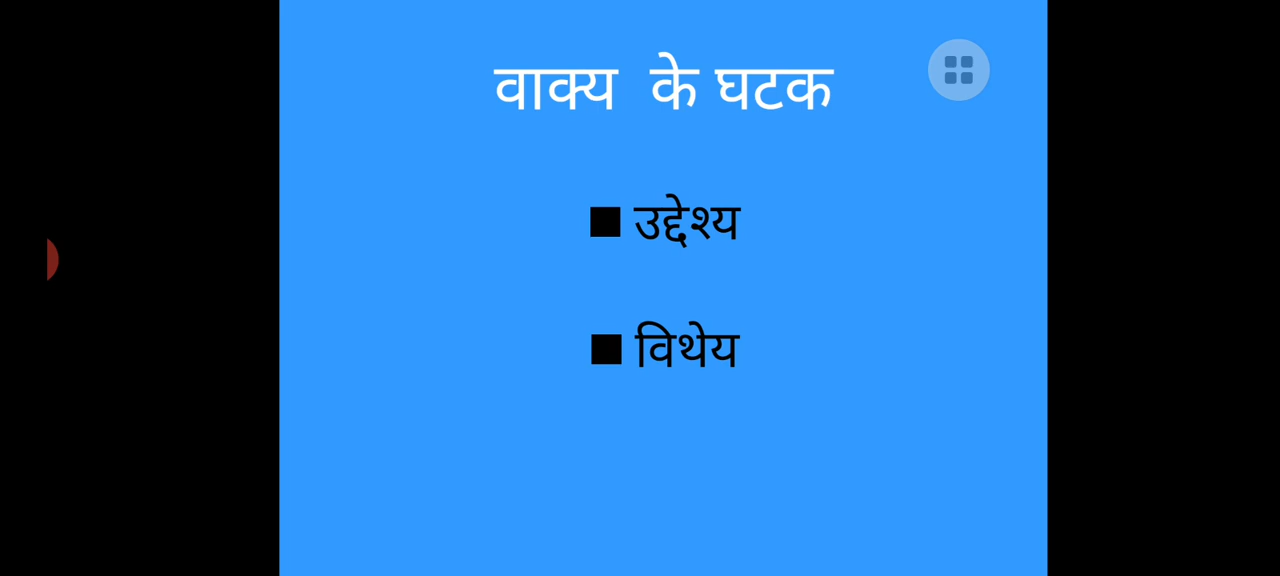 वाक्य के घटक
■ उद्देश्य
■ विथेय